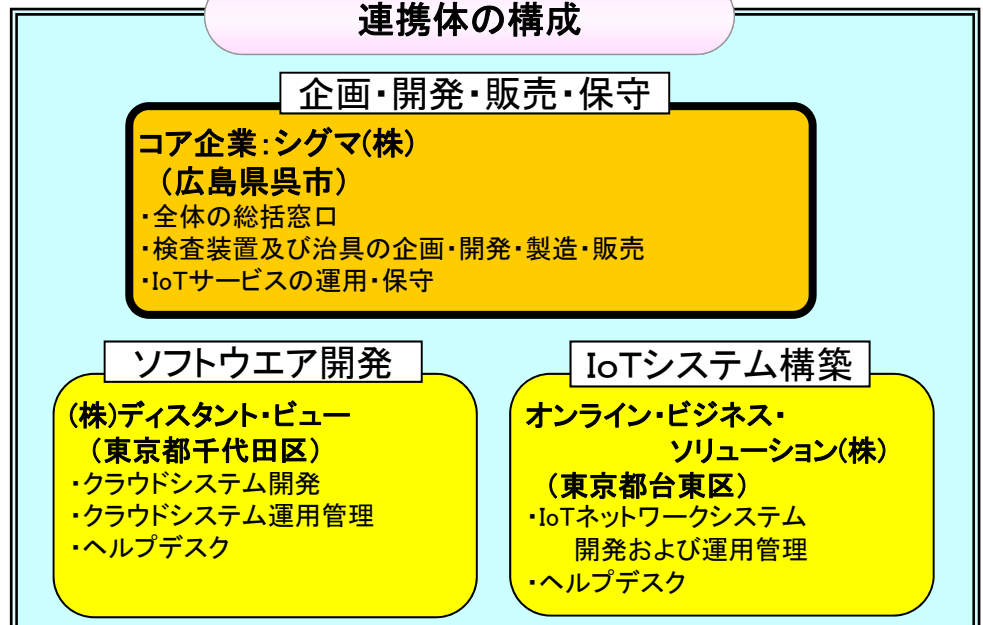 連携体の構成
企画・開発・販売・保守
コア企業：シグマ(株)
（広島県呉市）
・全体の総括窓口
・検査装置及び治具の企画・開発・製造・販売
・IoTサービスの運用・保守
ソフトウエア開発
(株)ディスタント・ビュー
（東京都千代田区）
・クラウドシステム開発
・クラウドシステム運用管理
・ヘルプデスク
IoTシステム構築
オンライン・ビジネス・
ソリューション(株)
（東京都台東区）
・IoTネットワークシステム
開発および運用管理
・ヘルプデスク